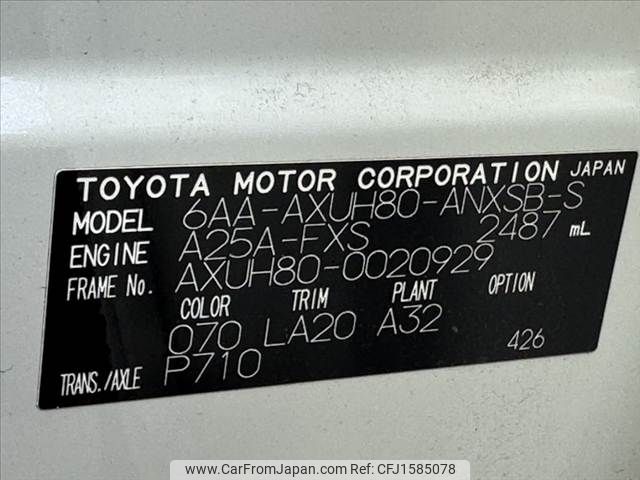 TOYOTA MOTOR CORPORATION JAPAN
MODEL 6AA-AXUH80-ANXSB-S
ENGINE A25A-FXS 2487 mL
FRAME No. AXUH80-0020929
COLOR TRIM PLANT OPTION
070 LA20 A32
TRANS./AXLE P710 426
www.CarFromJapan.com - CFJ1585078